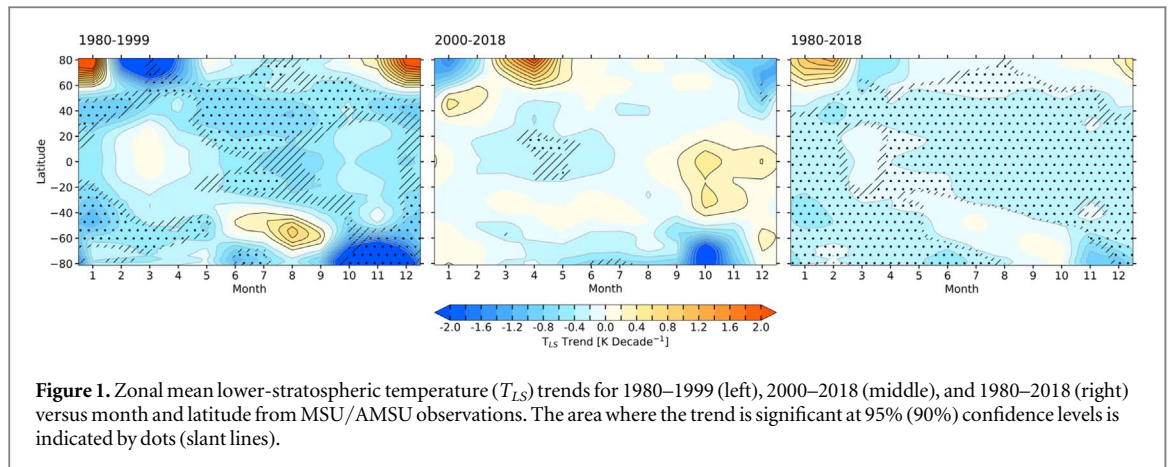 1980-1999
2000-2018
1980-2018
80
60
40
20
0
−20
−40
−60
−80
Latitude
1 2 3 4 5 6 7 8 9 10 11 12
1 2 3 4 5 6 7 8 9 10 11 12
1 2 3 4 5 6 7 8 9 10 11 12
Month
Month
Month
-2.0 -1.6 -1.2 -0.8 -0.4 0.0 0.4 0.8 1.2 1.6 2.0
T_LS Trend [K Decade⁻¹]
Figure 1. Zonal mean lower-stratospheric temperature (T_LS) trends for 1980–1999 (left), 2000–2018 (middle), and 1980–2018 (right)
versus month and latitude from MSU/AMSU observations. The area where the trend is significant at 95% (90%) confidence levels is
indicated by dots (slant lines).